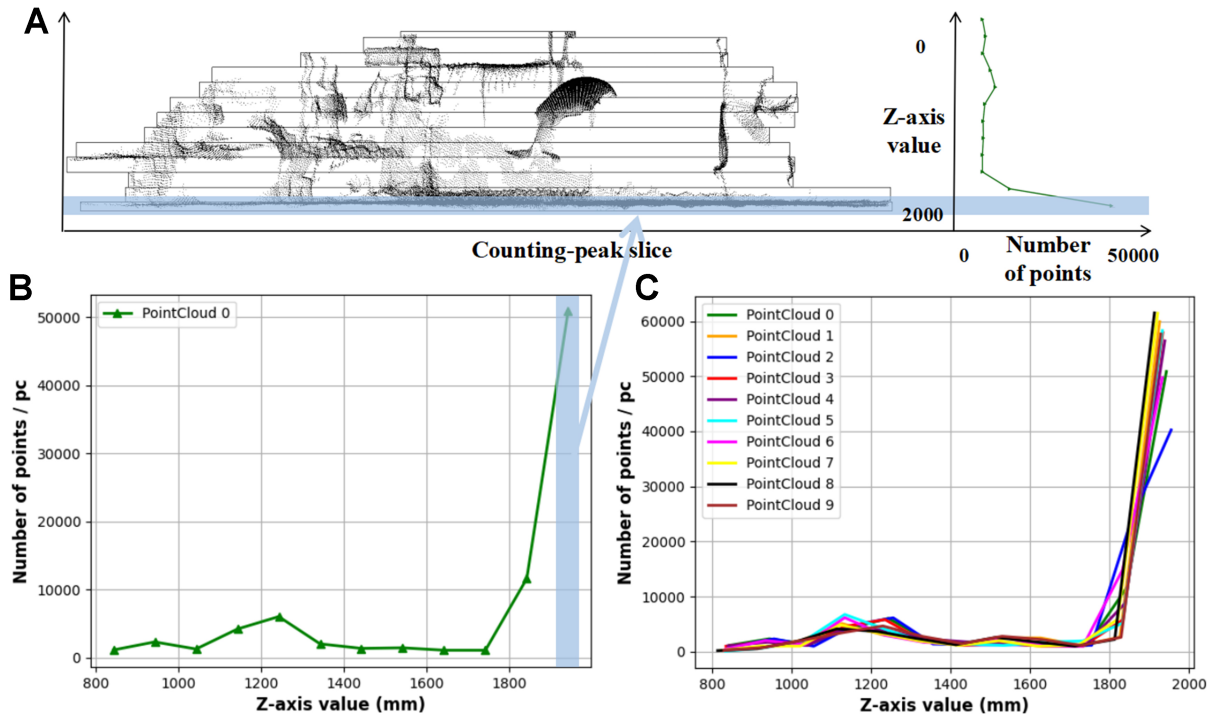 A
0
Z-axis
value
2000
0
Number
of points
50000
Counting-peak slice
B
PointCloud 0
50000
40000
30000
20000
10000
0
Number of points / pc
800
1000
1200
1400
1600
1800
Z-axis value (mm)
C
PointCloud 0
PointCloud 1
PointCloud 2
PointCloud 3
PointCloud 4
PointCloud 5
PointCloud 6
PointCloud 7
PointCloud 8
PointCloud 9
60000
50000
40000
30000
20000
10000
0
Number of points / pc
800
1000
1200
1400
1600
1800
2000
Z-axis value (mm)